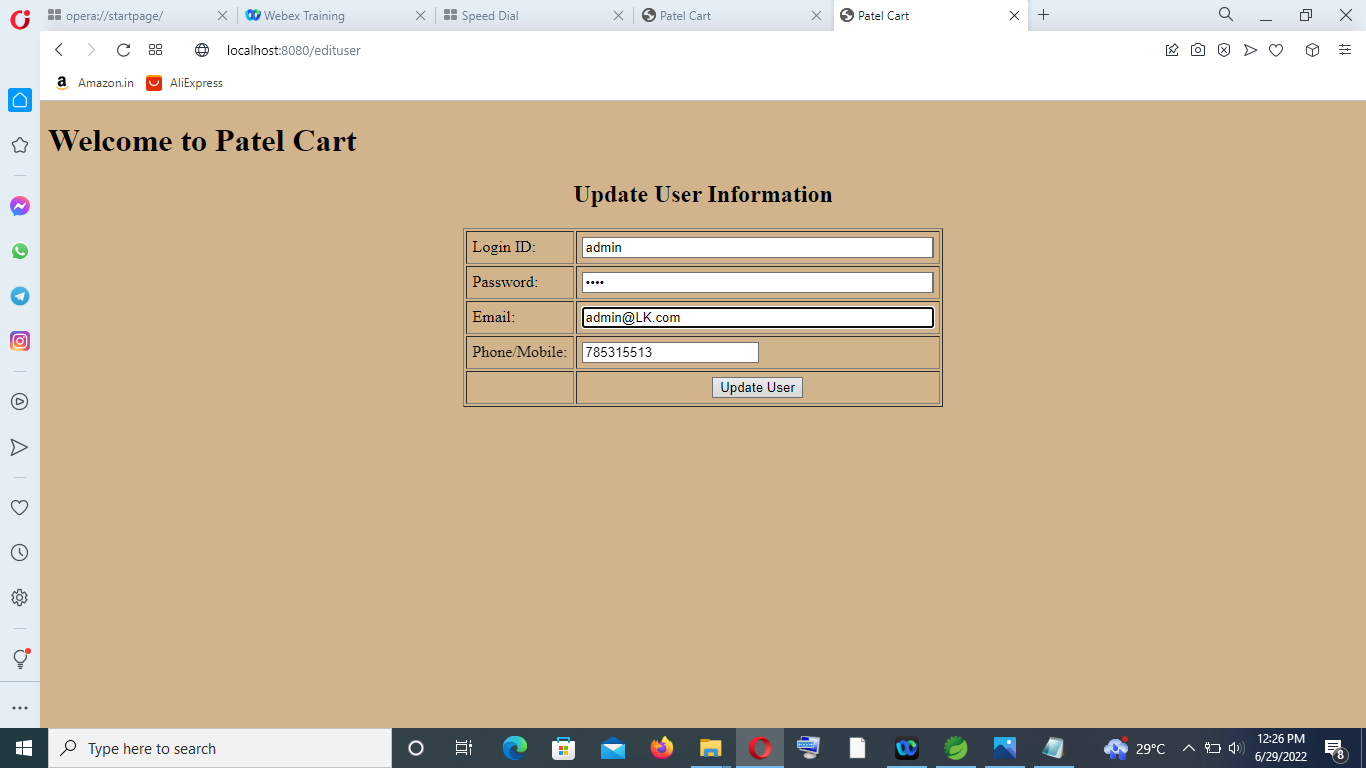 opera://startpage/
Webex Training
Speed Dial
Patel Cart
Patel Cart
localhost:8080/edituser
Amazon.in
AliExpress
Welcome to Patel Cart
Update User Information
Login ID: admin
Password: ••••
Email: admin@LK.com
Phone/Mobile: 785315513
Update User
Type here to search
29°C
12:26 PM
6/29/2022
8